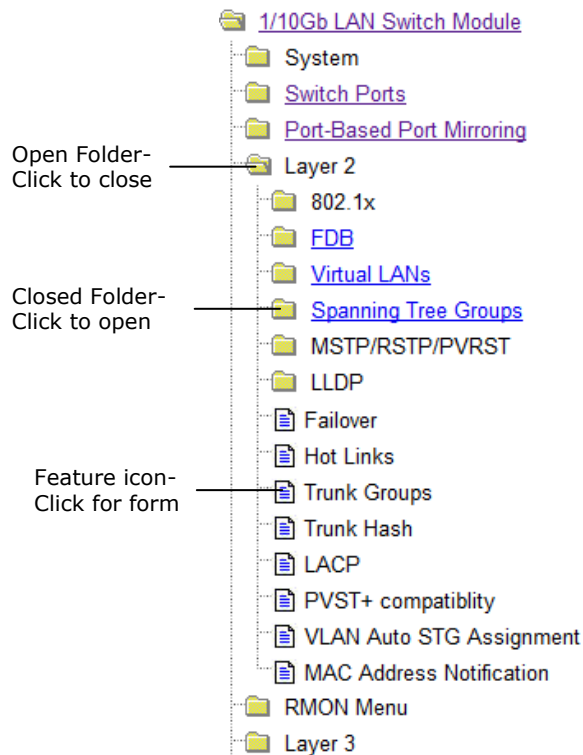 1/10Gb LAN Switch Module
System
Switch Ports
Port-Based Port Mirroring
Open Folder-
Click to close
Layer 2
802.1x
FDB
Virtual LANs
Closed Folder-
Click to open
Spanning Tree Groups
MSTP/RSTP/PVRST
LLDP
Failover
Hot Links
Feature icon-
Click for form
Trunk Groups
Trunk Hash
LACP
PVST+ compatiblity
VLAN Auto STG Assignment
MAC Address Notification
RMON Menu
Layer 3